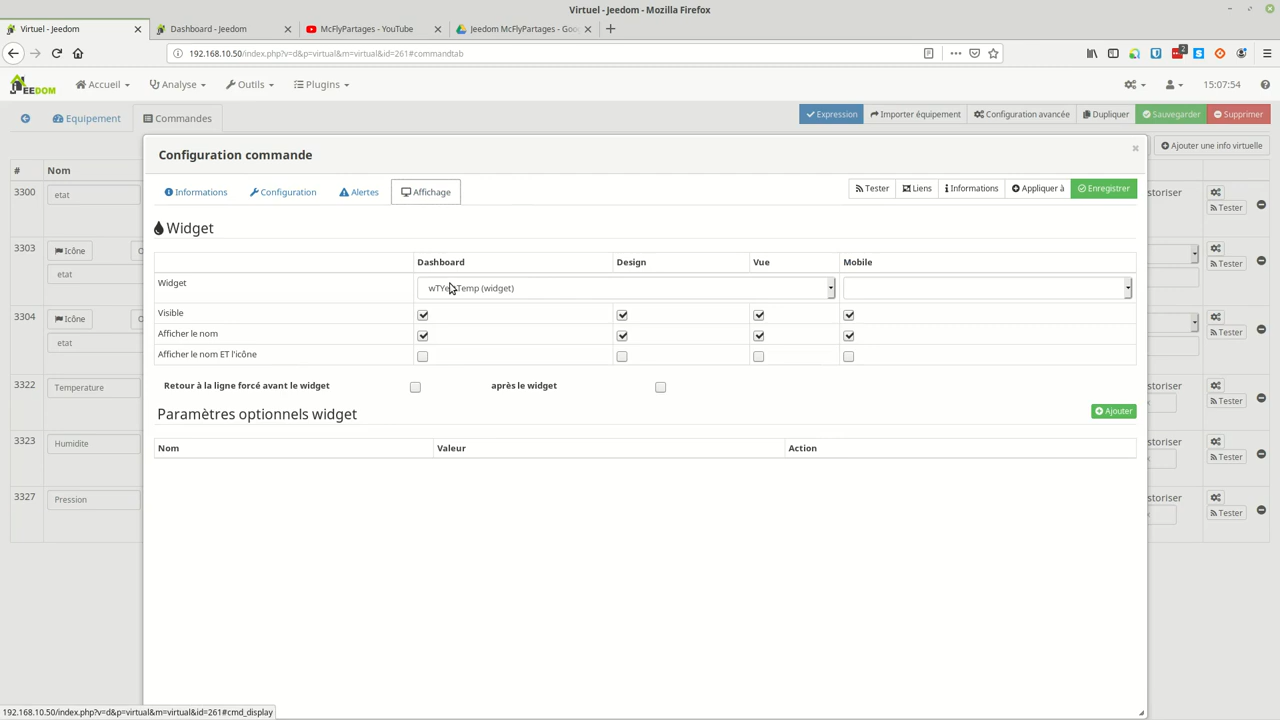 Virtuel - Jeedom - Mozilla Firefox
Virtuel - Jeedom
Dashboard - Jeedom
McFlyPartages - YouTube
Jeedom McFlyPartages - Goo
192.168.10.50/index.php?v=d&p=virtual&m=virtual&id=261#commandtab
2
JEEDOM
Accueil
Analyse
Outils
Plugins
15:07:54
Equipement
Commandes
Expression
Importer équipement
Configuration avancée
Dupliquer
Sauvegarder
Supprimer
Ajouter une info virtuelle
# Nom
3300 etat
3303 Icône
etat
3304 Icône
etat
3322 Temperature
3323 Humidite
3327 Pression
storiser
Tester
Tester
Tester
storiser
Tester
storiser
Tester
storiser
Tester
Configuration commande
Informations
Configuration
Alertes
Affichage
Tester
Liens
Informations
Appliquer à
Enregistrer
Widget
Dashboard Design Vue Mobile
Widget
Temp (widget)
Visible
Afficher le nom
Afficher le nom ET l'icône
Retour à la ligne forcé avant le widget
après le widget
Paramètres optionnels widget
Ajouter
Nom Valeur Action
192.168.10.50/index.php?v=d&p=virtual&m=virtual&id=261#cmd_display